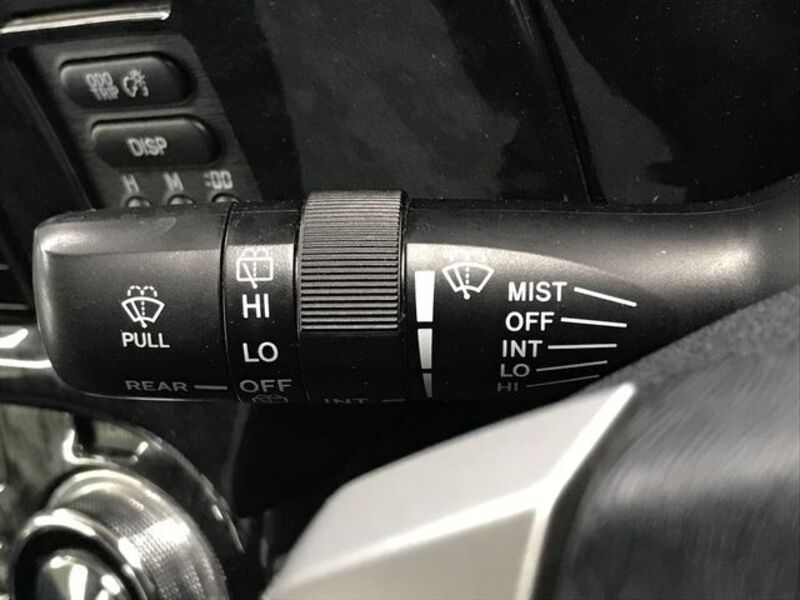 ODO
TRIP
DISP
H M :00
HI
LO
REAR OFF
PULL
INT
MIST
OFF
INT
LO
HI